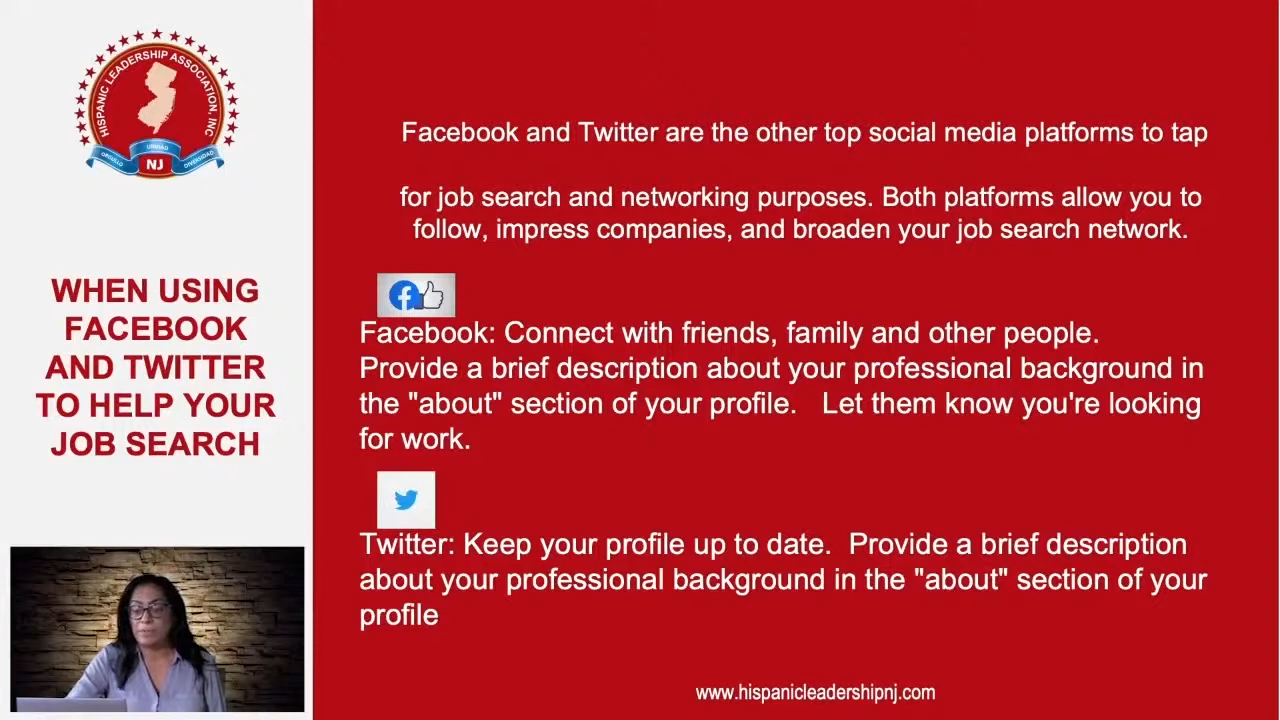 HISPANIC LEADERSHIP ASSOCIATION, INC
ORGULLO
UNIDAD
DIVERSIDAD
NJ
WHEN USING
FACEBOOK
AND TWITTER
TO HELP YOUR
JOB SEARCH
Facebook and Twitter are the other top social media platforms to tap
for job search and networking purposes. Both platforms allow you to
follow, impress companies, and broaden your job search network.
Facebook: Connect with friends, family and other people.
Provide a brief description about your professional background in
the "about" section of your profile.   Let them know you're looking
for work.
Twitter: Keep your profile up to date.  Provide a brief description
about your professional background in the "about" section of your
profile
www.hispanicleadershipnj.com